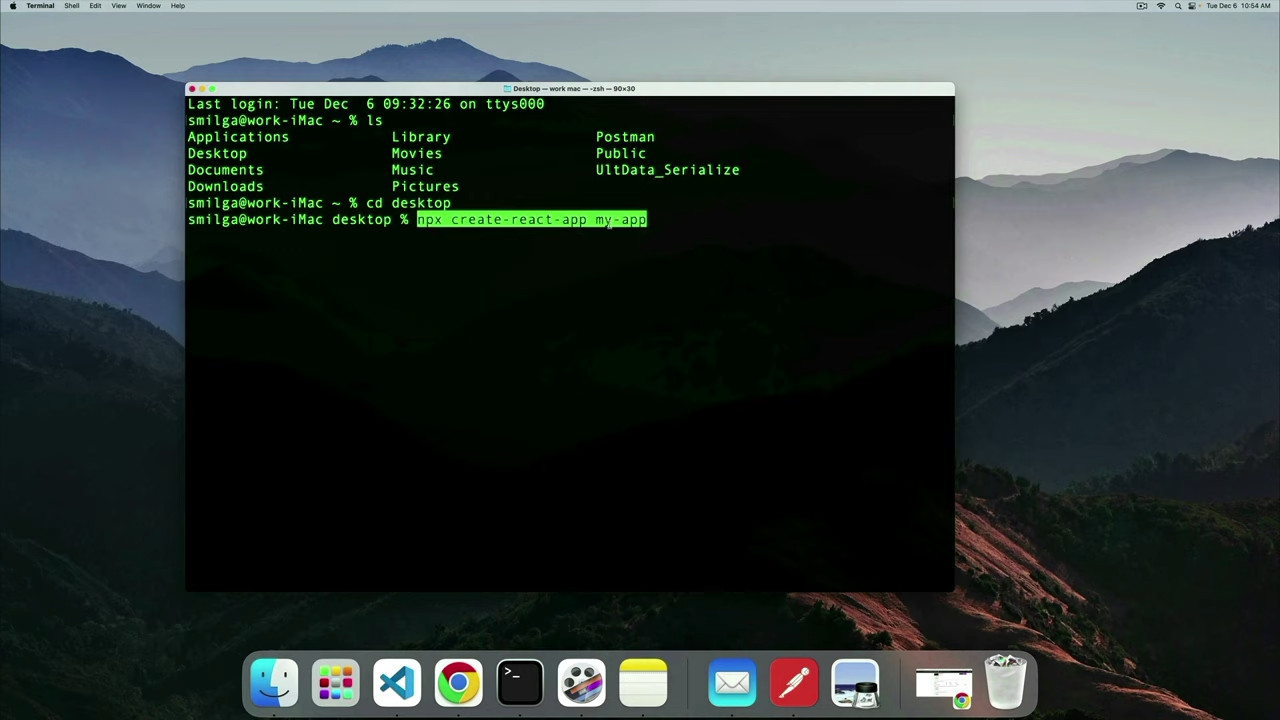 Terminal Shell Edit View Window Help Tue Dec 6 10:54 AM
Desktop — work mac — -zsh — 90×30
Last login: Tue Dec  6 09:32:26 on ttys000
smilga@work-iMac ~ % ls
Applications Library Postman
Desktop Movies Public
Documents Music UltData_Serialize
Downloads Pictures
smilga@work-iMac ~ % cd desktop
smilga@work-iMac desktop % npx create-react-app my-app
>_